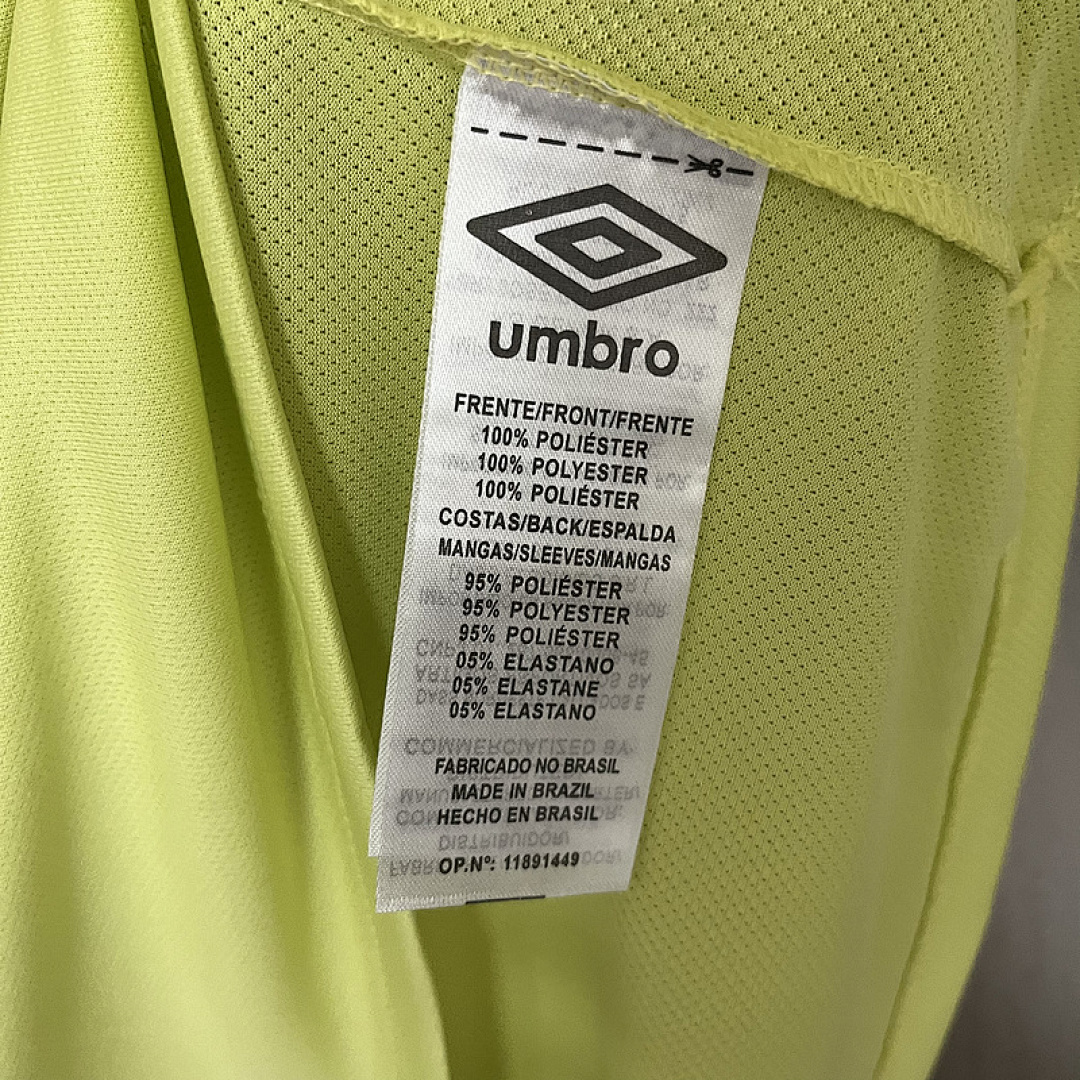 umbro
FRENTE/FRONT/FRENTE
100% POLIÉSTER
100% POLYESTER
100% POLIÉSTER
COSTAS/BACK/ESPALDA
MANGAS/SLEEVES/MANGAS
95% POLIÉSTER
95% POLYESTER
95% POLIÉSTER
05% ELASTANO
05% ELASTANE
05% ELASTANO
FABRICADO NO BRASIL
MADE IN BRAZIL
HECHO EN BRASIL
OP.Nº: 11891449